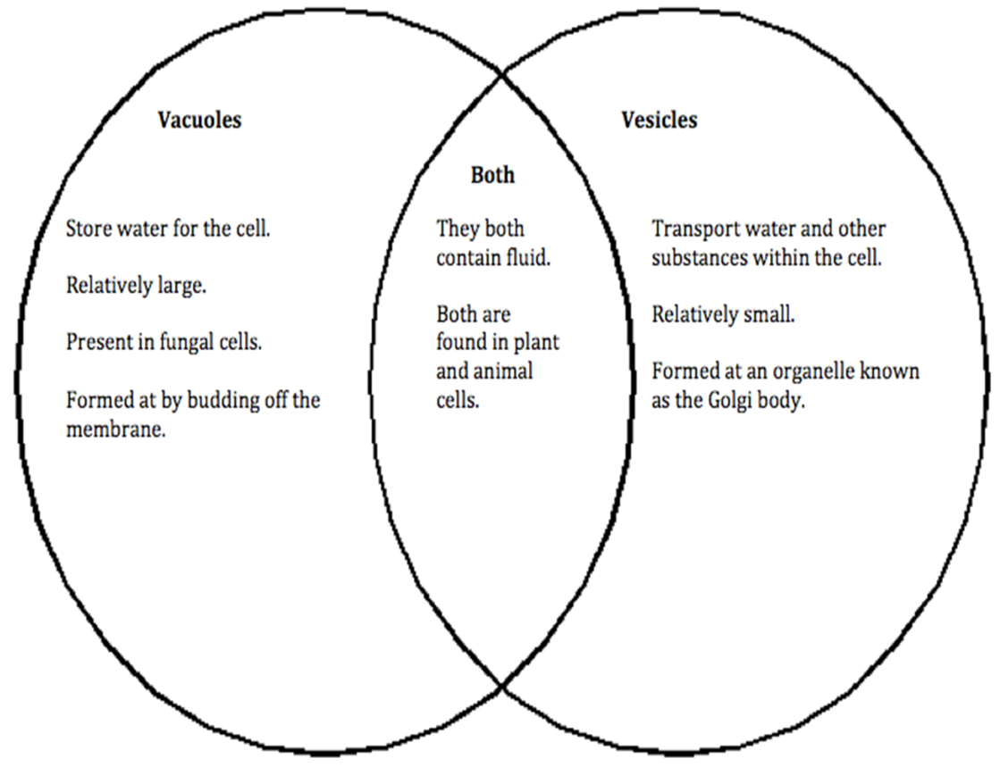 Vacuoles
Store water for the cell.
Relatively large.
Present in fungal cells.
Formed at by budding off the
membrane.
Both
They both
contain fluid.
Both are
found in plant
and animal
cells.
Vesicles
Transport water and other
substances within the cell.
Relatively small.
Formed at an organelle known
as the Golgi body.